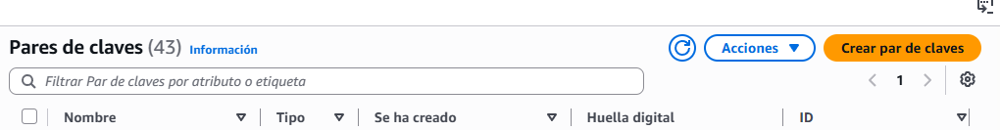 Pares de claves (43) Información Acciones Crear par de claves
Filtrar Par de claves por atributo o etiqueta 1
Nombre Tipo Se ha creado Huella digital ID